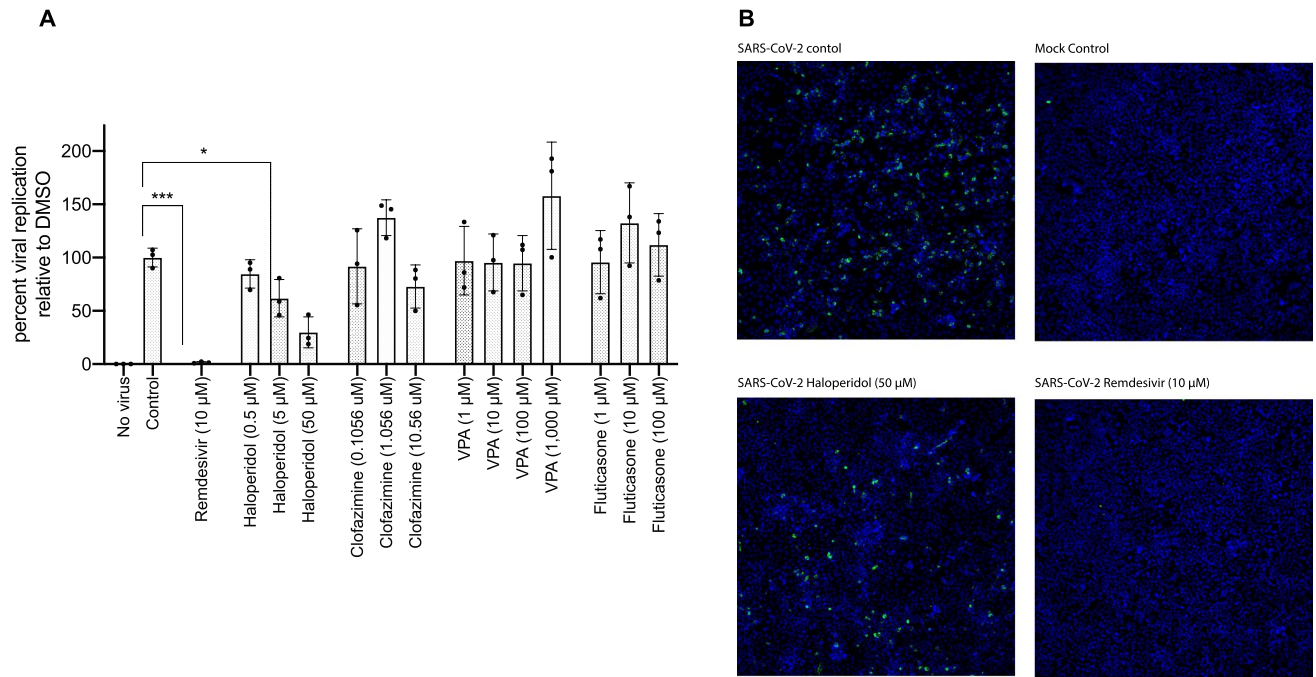 A
percent viral replication
relative to DMSO
200
150
100
50
0
*
***
No virus
Control
Remdesivir (10 µM)
Haloperidol (0.5 µM)
Haloperidol (5 µM)
Haloperidol (50 µM)
Clofazimine (0.1056 uM)
Clofazimine (1.056 uM)
Clofazimine (10.56 uM)
VPA (1 µM)
VPA (10 µM)
VPA (100 µM)
VPA (1,000 µM)
Fluticasone (1 µM)
Fluticasone (10 µM)
Fluticasone (100 µM)
B
SARS-CoV-2 contol
Mock Control
SARS-CoV-2 Haloperidol (50 µM)
SARS-CoV-2 Remdesivir (10 µM)